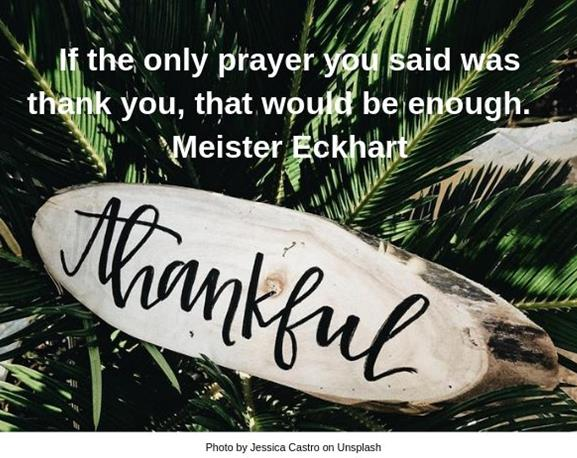 If the only prayer you said was
thank you, that would be enough.
Meister Eckhart
thankful
Photo by Jessica Castro on Unsplash